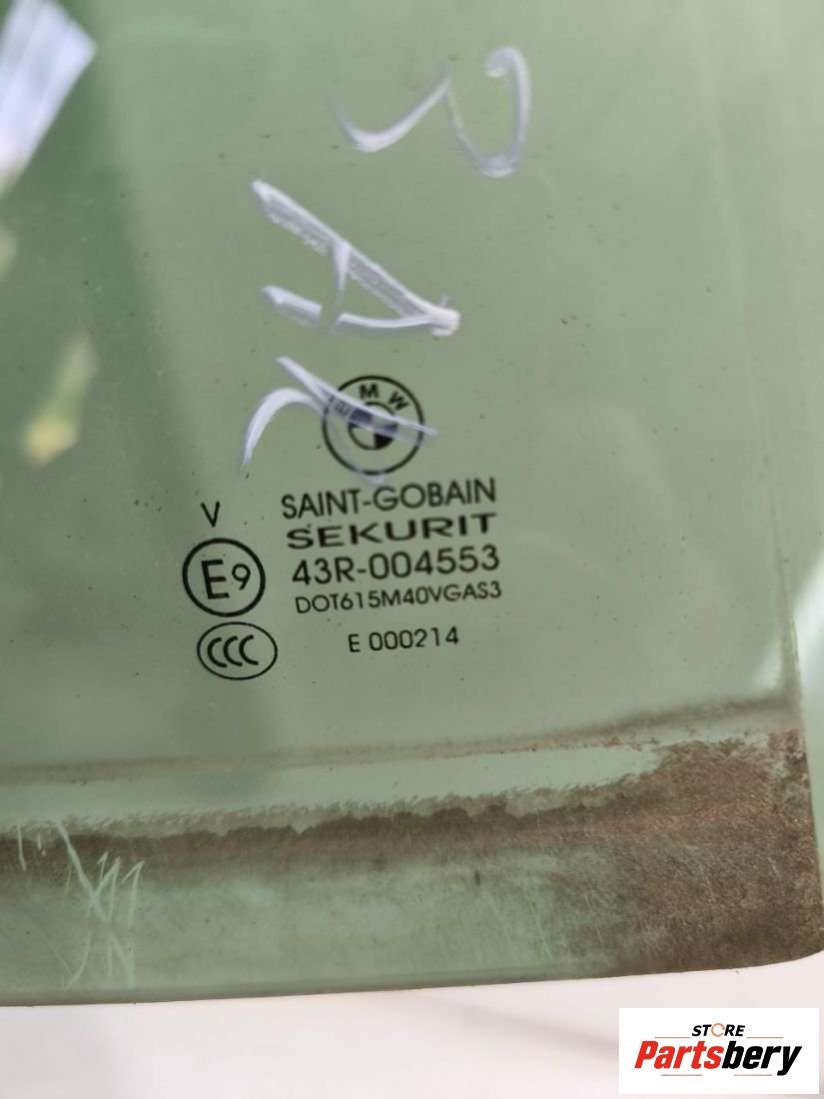 BMW
SAINT-GOBAIN
V
SEKURIT
E9
43R-004553
DOT615M40VGAS3
CCC
E 000214
STORE
Partsbery